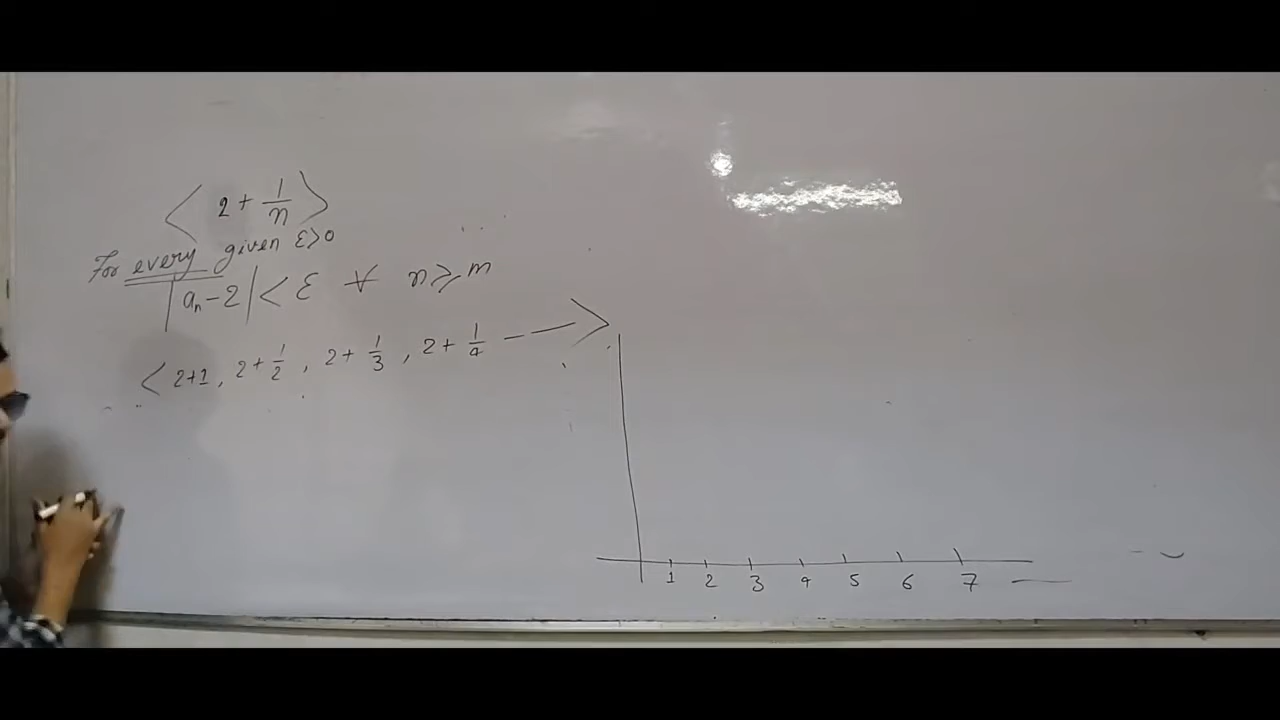 < 2 + 1/n >
For every given ε>0
|aₙ - 2| < ε ∀ n ≥ m
< 2+1, 2+1/2, 2+1/3, 2+1/4 - — >
1 2 3 4 5 6 7 —